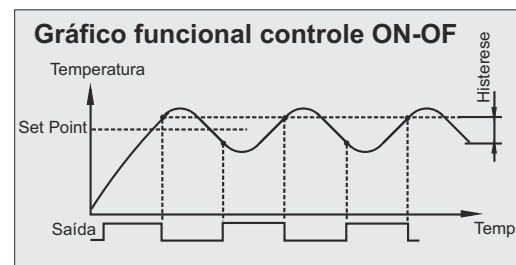 Gráfico funcional controle ON-OF
Temperatura
Histerese
Set Point
Temp
Saída